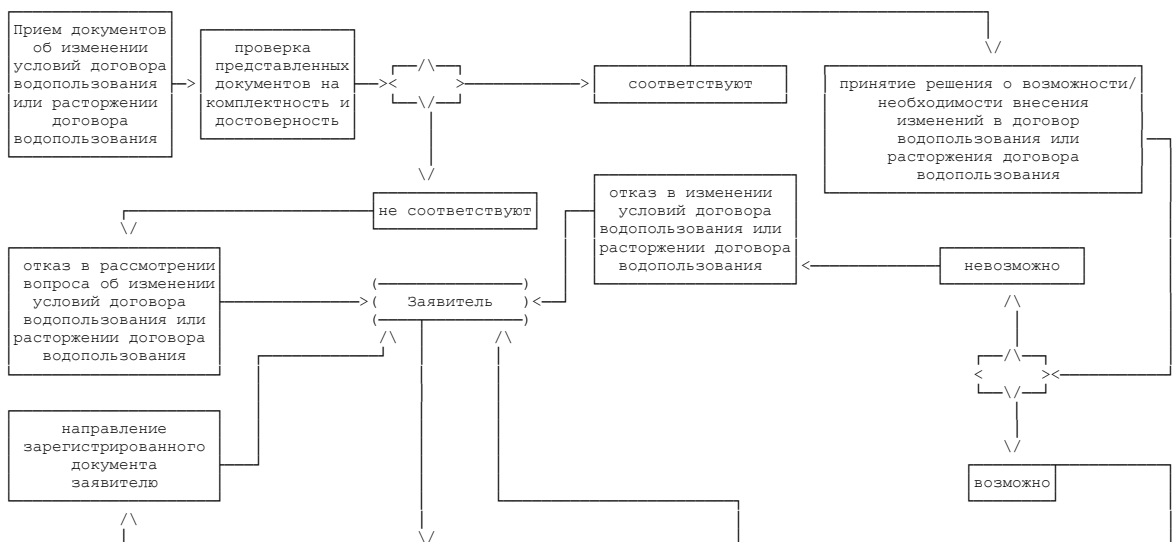 Прием документов
об изменении
условий договора
водопользования
или расторжении
договора
водопользования
проверка
представленных
документов на
комплектность и
достоверность
соответствуют
принятие решения о возможности/
необходимости внесения
изменений в договор
водопользования или
расторжения договора
водопользования
не соответствуют
отказ в изменении
условий договора
водопользования или
расторжении договора
водопользования
невозможно
отказ в рассмотрении
вопроса об изменении
условий договора
водопользования или
расторжении договора
водопользования
Заявитель
направление
зарегистрированного
документа
заявителю
возможно